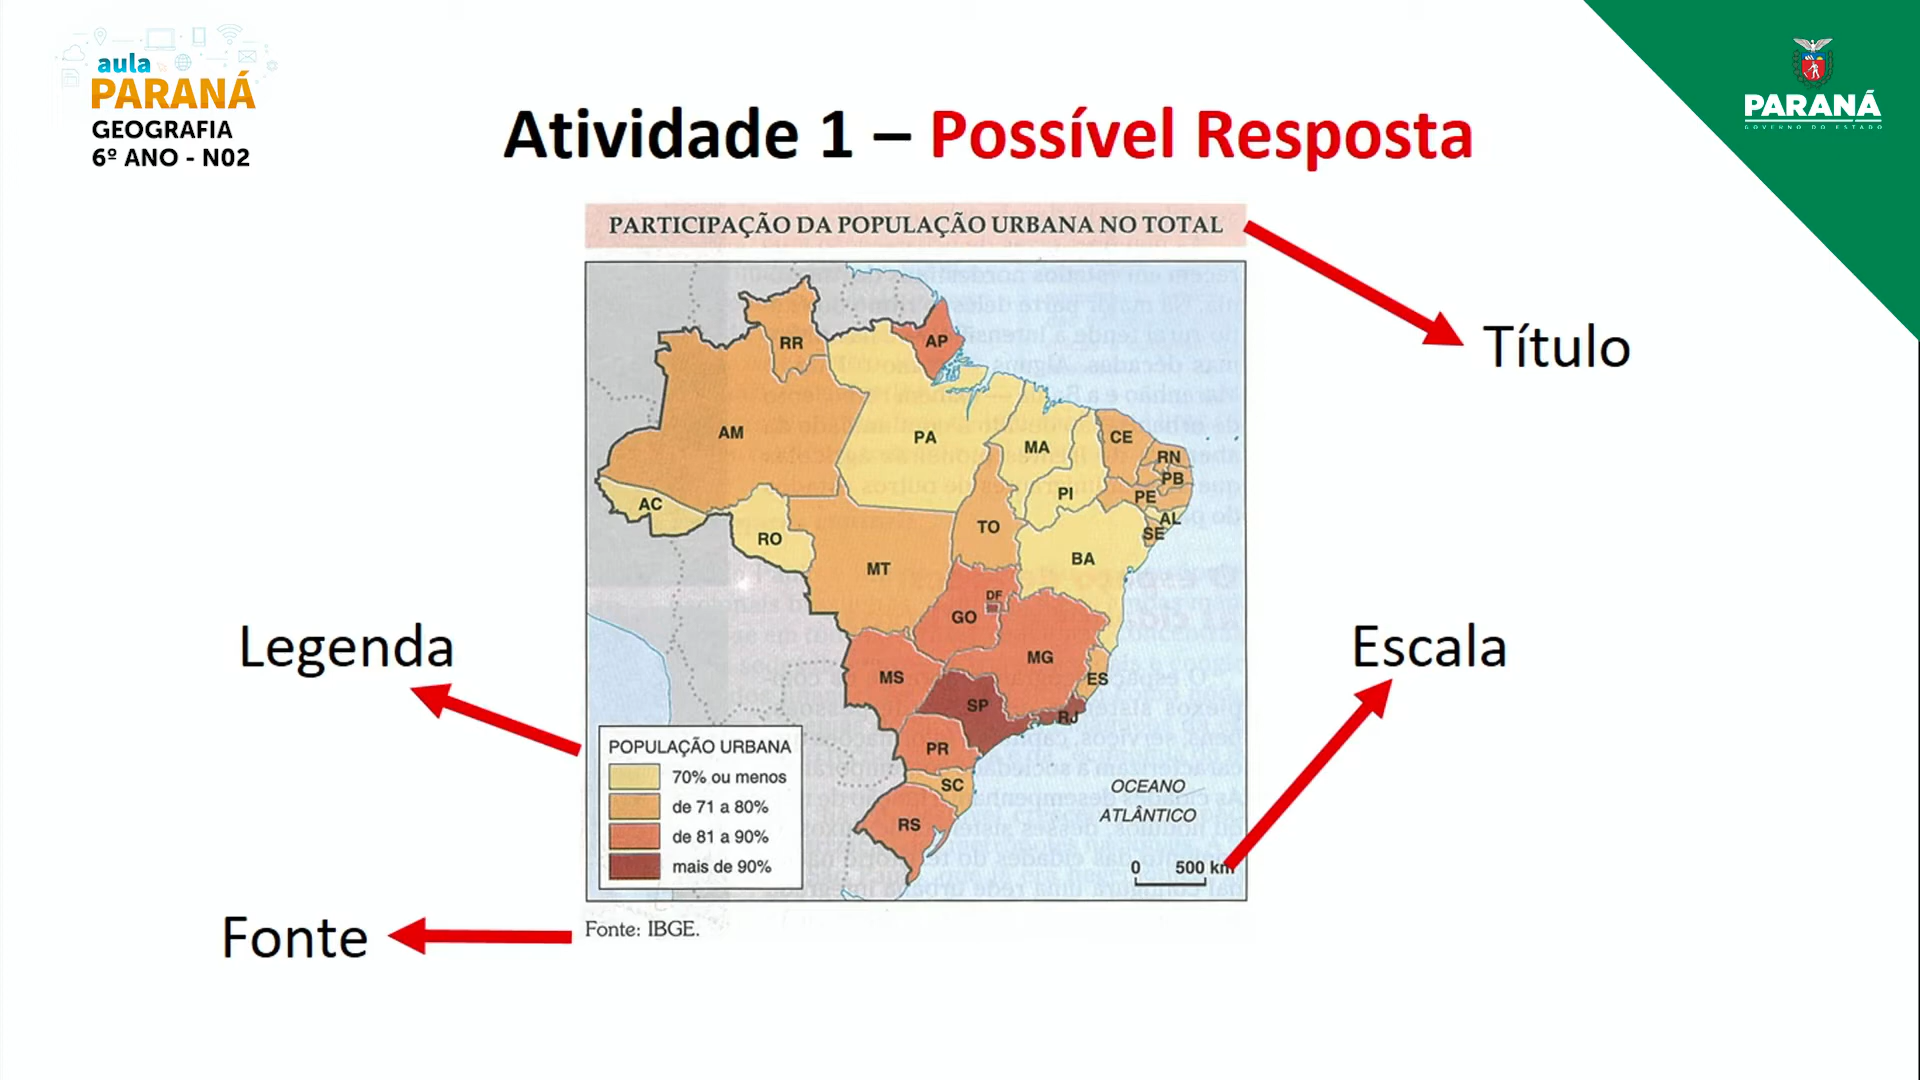 aula
PARANÁ
GEOGRAFIA
6º ANO - N02
PARANÁ
GOVERNO DO ESTADO
Atividade 1 – Possível Resposta
PARTICIPAÇÃO DA POPULAÇÃO URBANA NO TOTAL
Título
RR
AP
AM
PA
MA
CE
RN
PB
PE
PI
AL
SE
AC
TO
RO
BA
MT
DF
GO
MG
MS
ES
SP
RJ
PR
SC
RS
Legenda
Escala
POPULAÇÃO URBANA
70% ou menos
de 71 a 80%
de 81 a 90%
mais de 90%
OCEANO
ATLÂNTICO
0 500 km
Fonte
Fonte: IBGE.